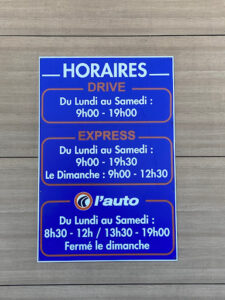 HORAIRES
DRIVE
Du Lundi au Samedi :
9h00 - 19h00
EXPRESS
Du Lundi au Samedi :
9h00 - 19h30
Le Dimanche : 9h00 - 12h30
l'auto
Du Lundi au Samedi :
8h30 - 12h / 13h30 - 19h00
Fermé le dimanche